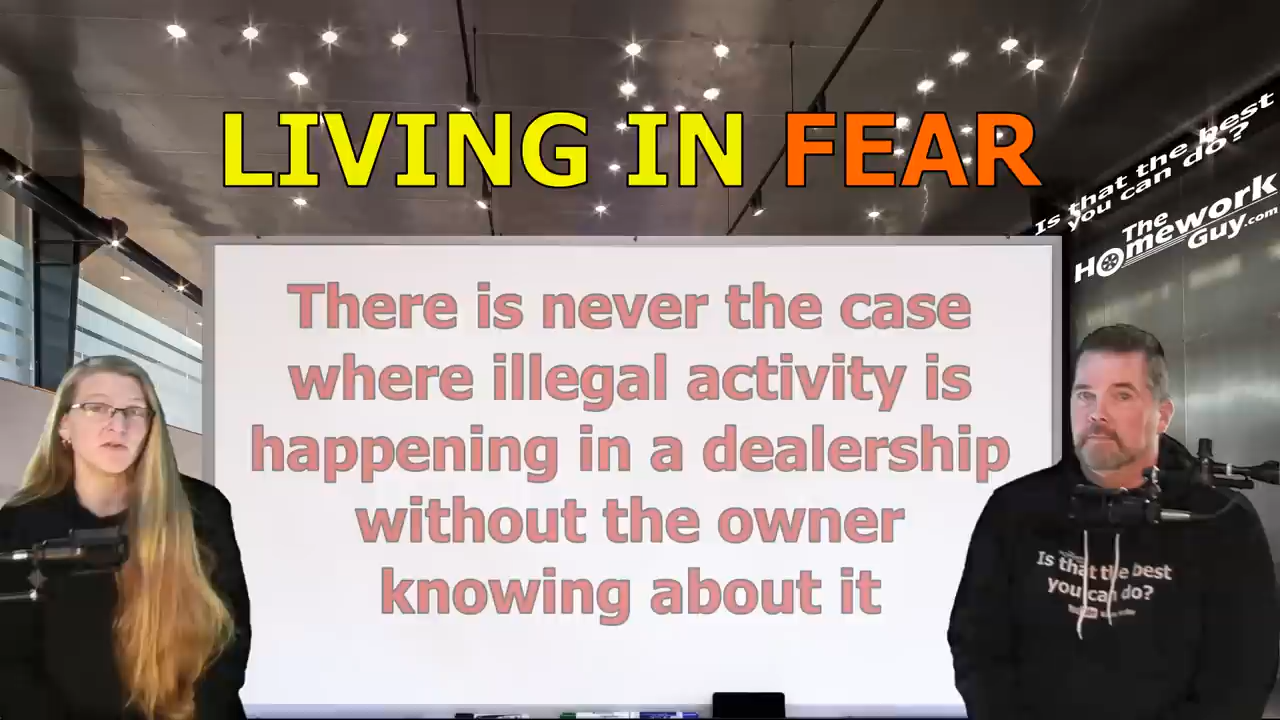 LIVING IN FEAR
Is that the best
you can do?
The
Homework
Guy.com
There is never the case
where illegal activity is
happening in a dealership
without the owner
knowing about it
Is that the best
you can do?